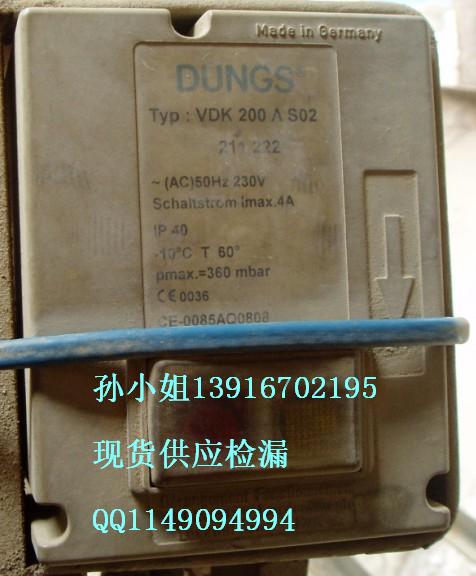 Made in Germany
DUNGS®
Typ : VDK 200 A S02
211 222
~ (AC)50Hz 230V
Schaltstrom imax.4A
IP 40
-10°C T 60°
pmax.=360 mbar
CE 0036
CE-0085AQ0808
孙小姐13916702195
现货供应检漏
QQ1149094994